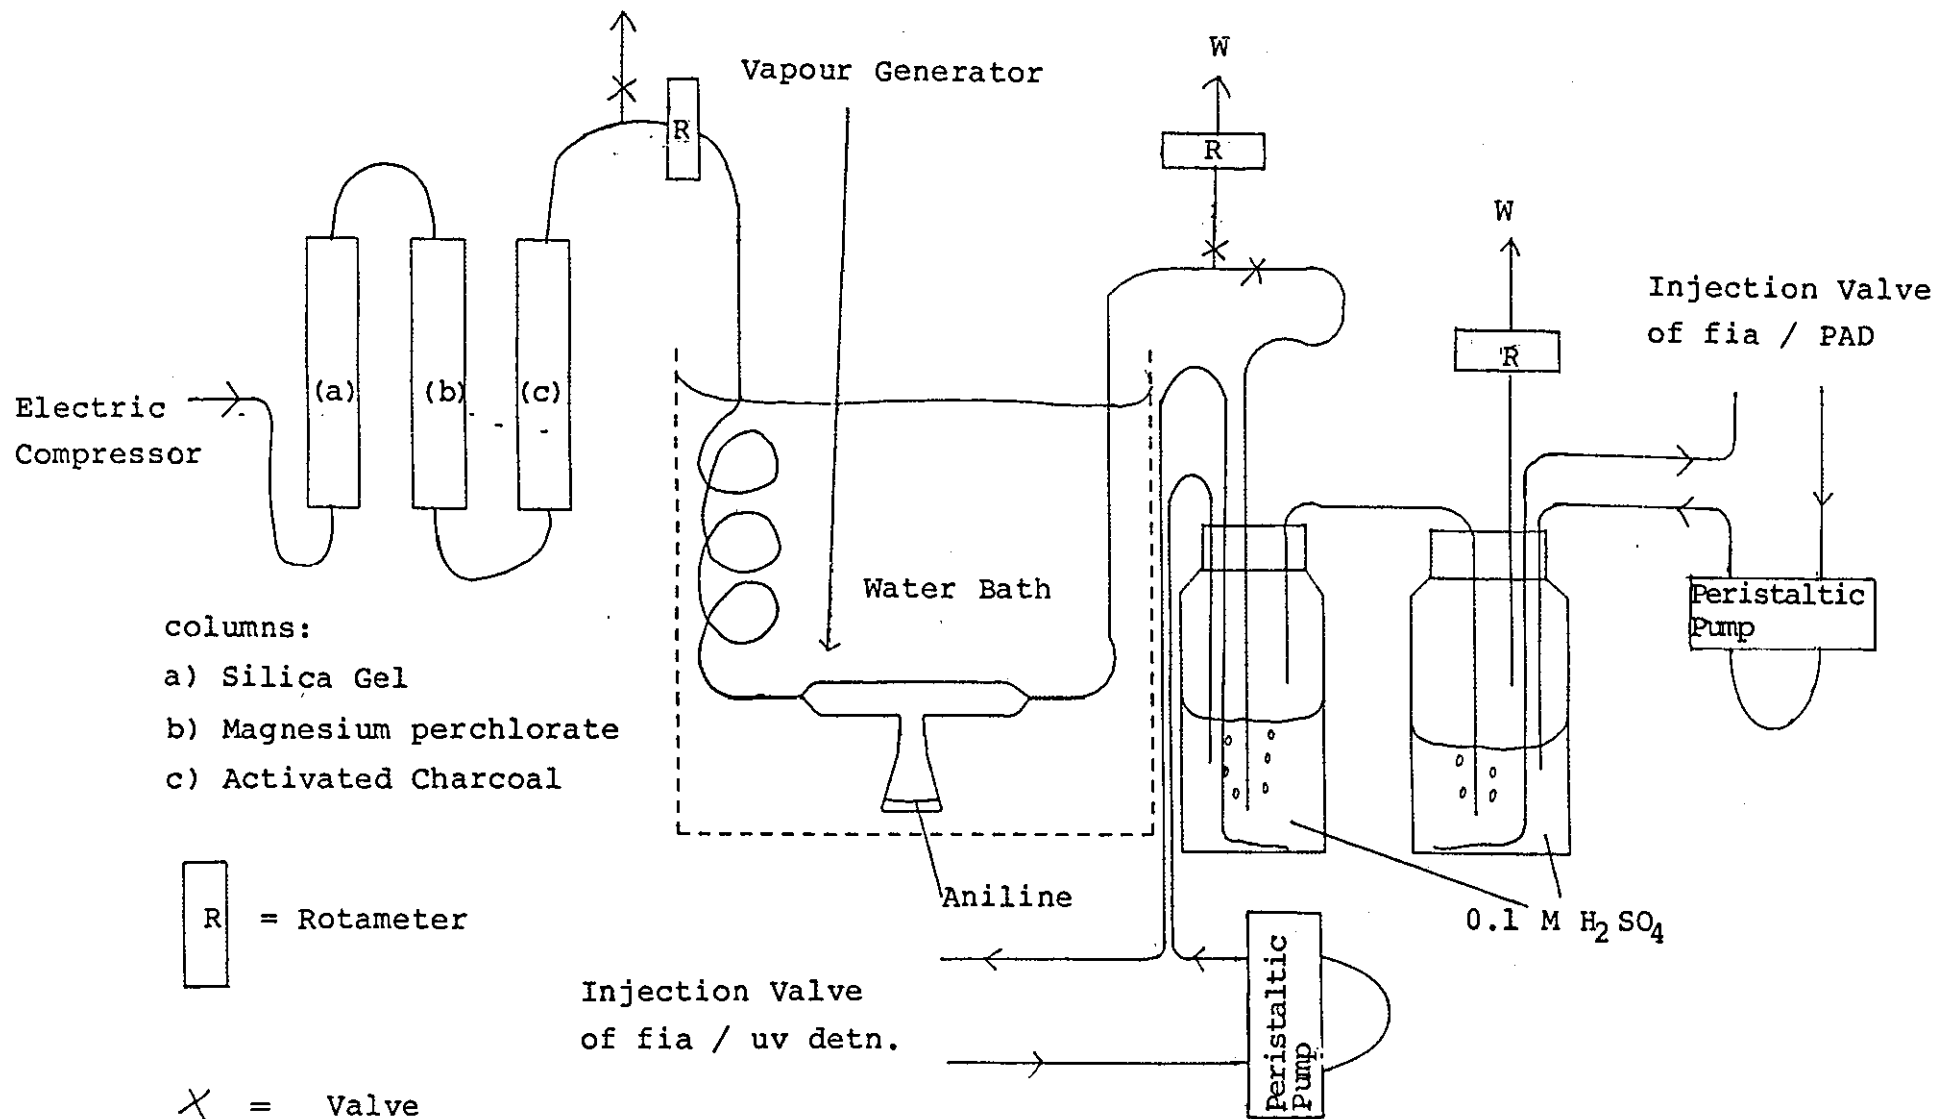 W
Vapour Generator
R
R
W
Injection Valve
of fia / PAD
R
(a)
(b)
(c)
Electric
Compressor
Water Bath
Peristaltic
Pump
columns:
a) Silica Gel
b) Magnesium perchlorate
c) Activated Charcoal
Aniline
0.1 M H₂SO₄
R = Rotameter
Injection Valve
of fia / uv detn.
Peristaltic
Pump
X = Valve